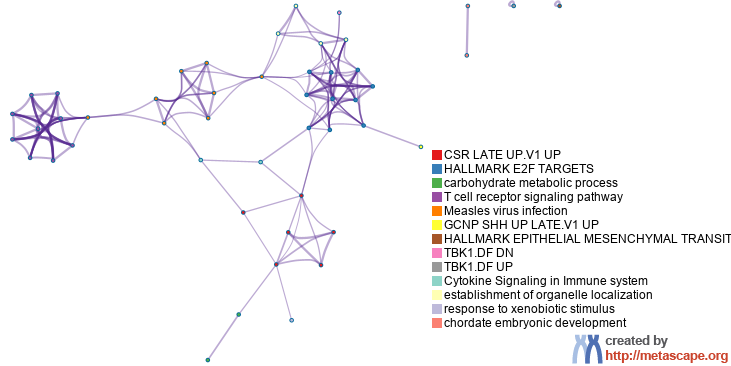 CSR LATE UP.V1 UP
HALLMARK E2F TARGETS
carbohydrate metabolic process
T cell receptor signaling pathway
Measles virus infection
GCNP SHH UP LATE.V1 UP
HALLMARK EPITHELIAL MESENCHYMAL TRANSIT
TBK1.DF DN
TBK1.DF UP
Cytokine Signaling in Immune system
establishment of organelle localization
response to xenobiotic stimulus
chordate embryonic development
created by
http://metascape.org